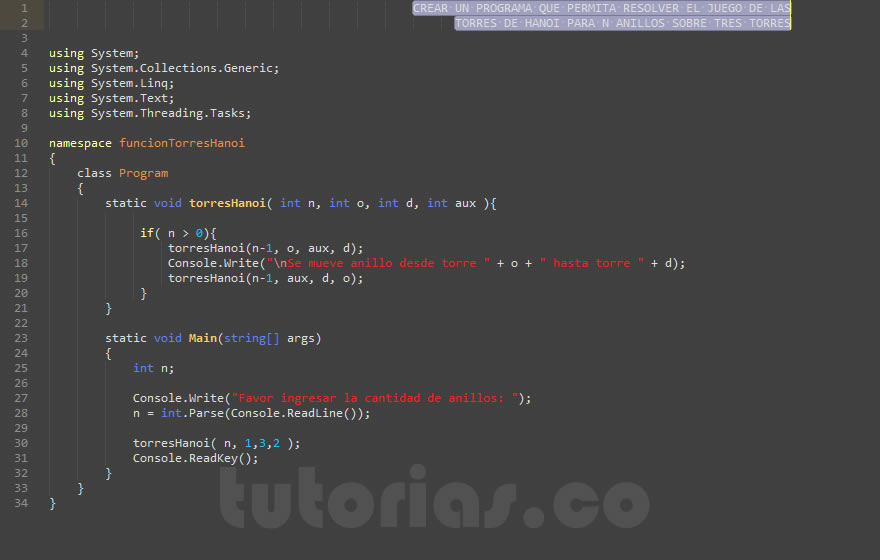 1 CREAR UN PROGRAMA QUE PERMITA RESOLVER EL JUEGO DE LAS
2 TORRES DE HANOI PARA N ANILLOS SOBRE TRES TORRES
3
4 using System;
5 using System.Collections.Generic;
6 using System.Linq;
7 using System.Text;
8 using System.Threading.Tasks;
9
10 namespace funcionTorresHanoi
11 {
12 class Program
13 {
14 static void torresHanoi( int n, int o, int d, int aux ){
15
16 if( n > 0){
17 torresHanoi(n-1, o, aux, d);
18 Console.Write("\nSe mueve anillo desde torre " + o + " hasta torre " + d);
19 torresHanoi(n-1, aux, d, o);
20 }
21 }
22
23 static void Main(string[] args)
24 {
25 int n;
26
27 Console.Write("Favor ingresar la cantidad de anillos: ");
28 n = int.Parse(Console.ReadLine());
29
30 torresHanoi( n, 1,3,2 );
31 Console.ReadKey();
32 }
33 }
34 }
tutorias.co